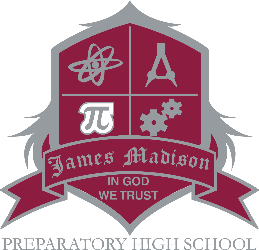 π
James Madison
IN GOD
WE TRUST
PREPARATORY HIGH SCHOOL